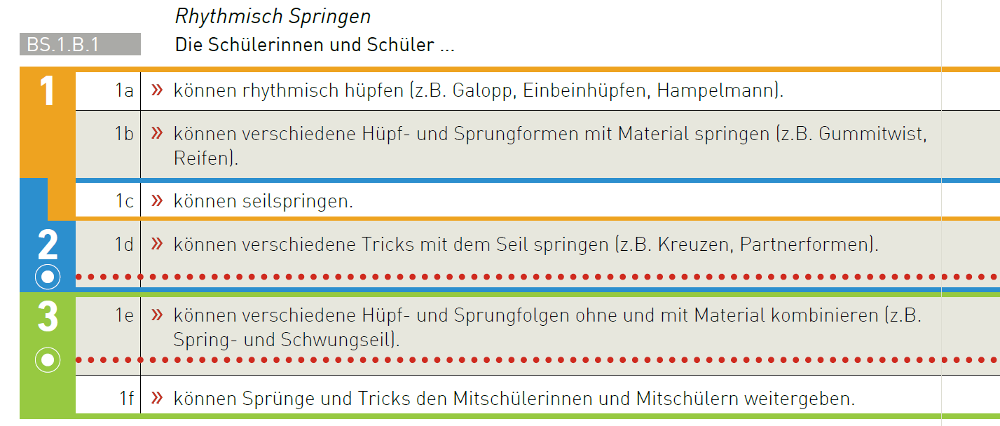 Rhythmisch Springen
BS.1.B.1 Die Schülerinnen und Schüler ...
1 1a » können rhythmisch hüpfen (z.B. Galopp, Einbeinhüpfen, Hampelmann).
1b » können verschiedene Hüpf- und Sprungformen mit Material springen (z.B. Gummitwist,
Reifen).
1c » können seilspringen.
2 1d » können verschiedene Tricks mit dem Seil springen (z.B. Kreuzen, Partnerformen).
3 1e » können verschiedene Hüpf- und Sprungfolgen ohne und mit Material kombinieren (z.B.
Spring- und Schwungseil).
1f » können Sprünge und Tricks den Mitschülerinnen und Mitschülern weitergeben.